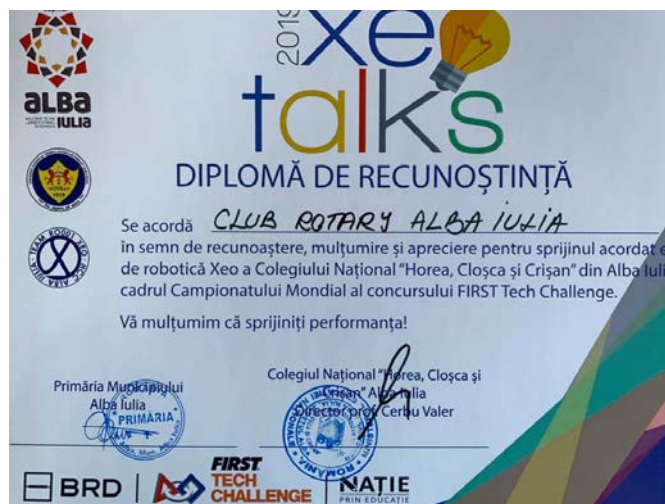 2019
xeo
talks
ALBA
IULIA
DIPLOMĂ DE RECUNOȘTINȚĂ
Se acordă CLUB ROTARY ALBA IULIA
în semn de recunoaștere, mulțumire și apreciere pentru sprijinul acordat e
de robotică Xeo a Colegiului Național "Horea, Cloșca și Crișan" din Alba Iuli
cadrul Campionatului Mondial al concursului FIRST Tech Challenge.
Vă mulțumim că sprijiniți performanța!
Primăria Municipiului
Alba Iulia
PRIMARIA
Colegiul Național "Horea, Cloșca și
Crișan" Alba Iulia
Director prof. Cerbu Valer
ROMANIA
BRD
FIRST
TECH
CHALLENGE
NAȚIE
PRIN EDUCAȚIE